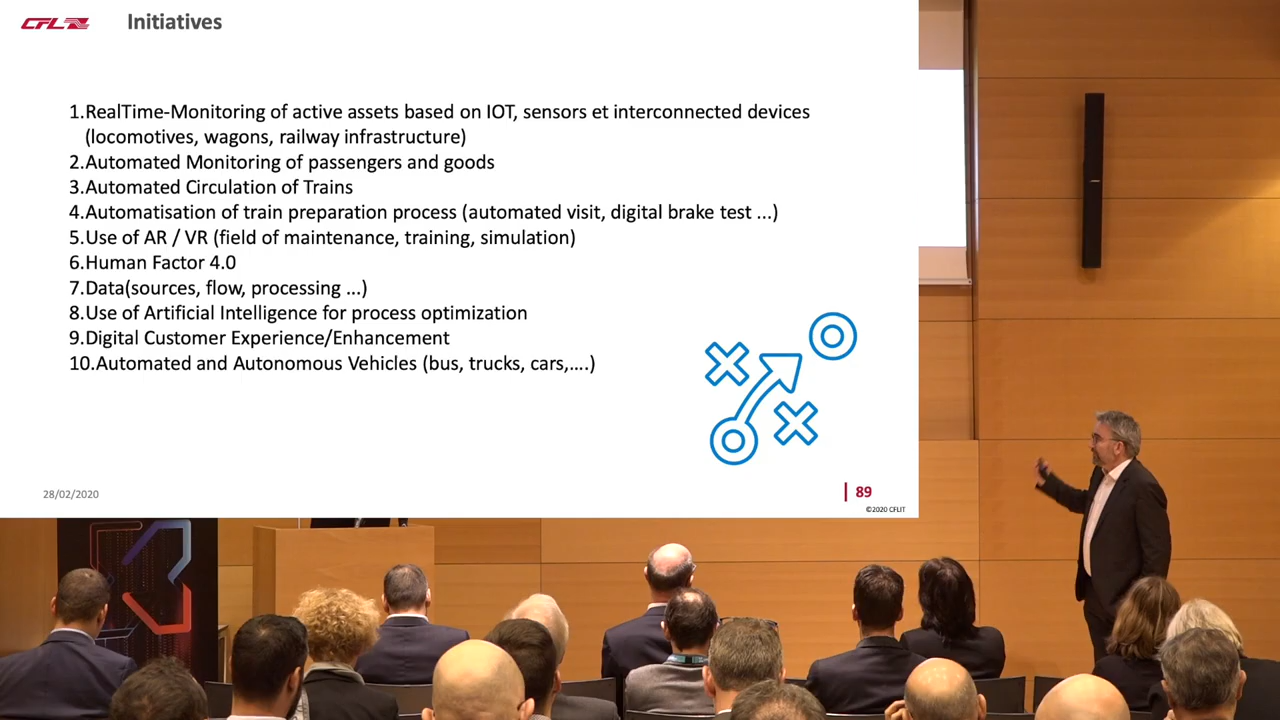 CFL
Initiatives
1.RealTime-Monitoring of active assets based on IOT, sensors et interconnected devices
(locomotives, wagons, railway infrastructure)
2.Automated Monitoring of passengers and goods
3.Automated Circulation of Trains
4.Automatisation of train preparation process (automated visit, digital brake test ...)
5.Use of AR / VR (field of maintenance, training, simulation)
6.Human Factor 4.0
7.Data(sources, flow, processing ...)
8.Use of Artificial Intelligence for process optimization
9.Digital Customer Experience/Enhancement
10.Automated and Autonomous Vehicles (bus, trucks, cars,....)
28/02/2020
89
©2020 CFLIT